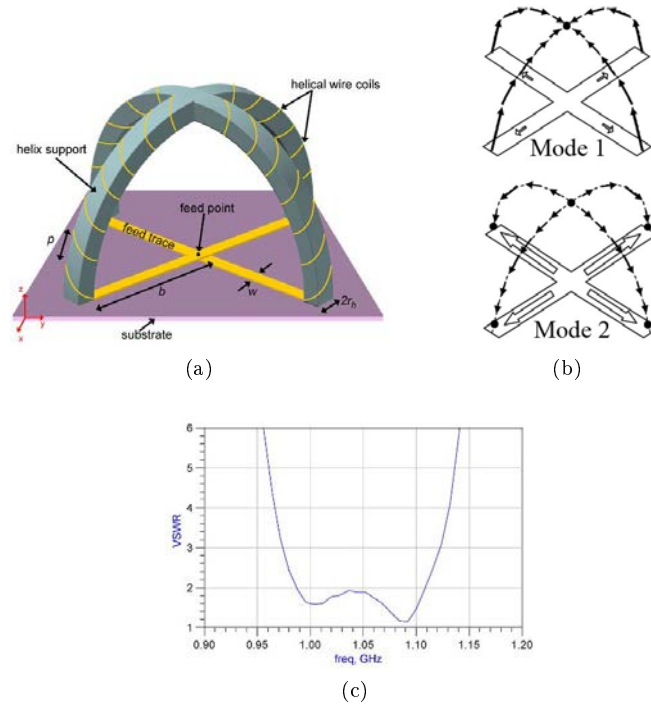 helical wire coils
helix support
feed point
p
feed trace
b
w
2rh
z
y
x
substrate
(a)
Mode 1
Mode 2
(b)
VSWR
6
5
4
3
2
1
0.90 0.95 1.00 1.05 1.10 1.15 1.20
freq, GHz
(c)